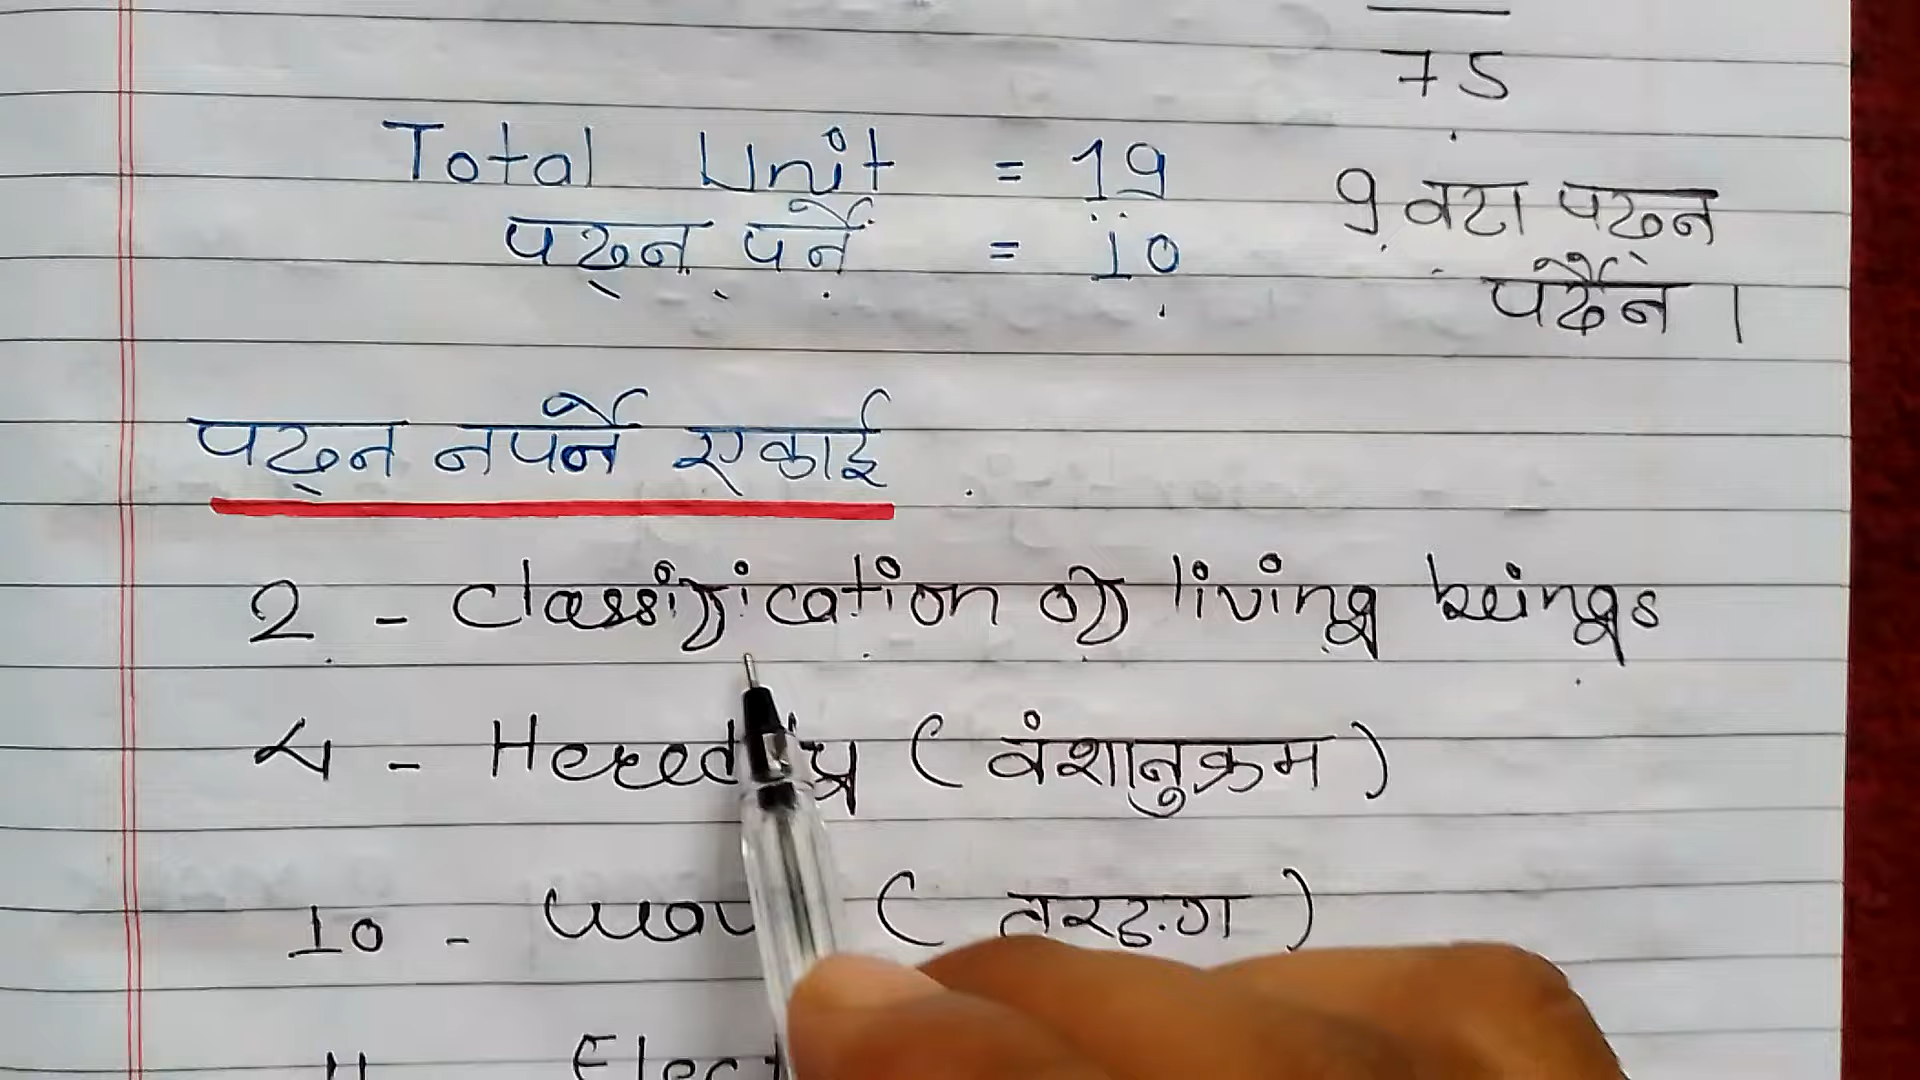 75
Total Unit = 19
पढ्न पर्ने = 10
9 वटा पढ्न
पर्दैन ।
पढ्न नपर्ने एकाई
2 - Classification of living beings
4 - (वंशानुक्रम)
10 - (तरङ्ग)
11